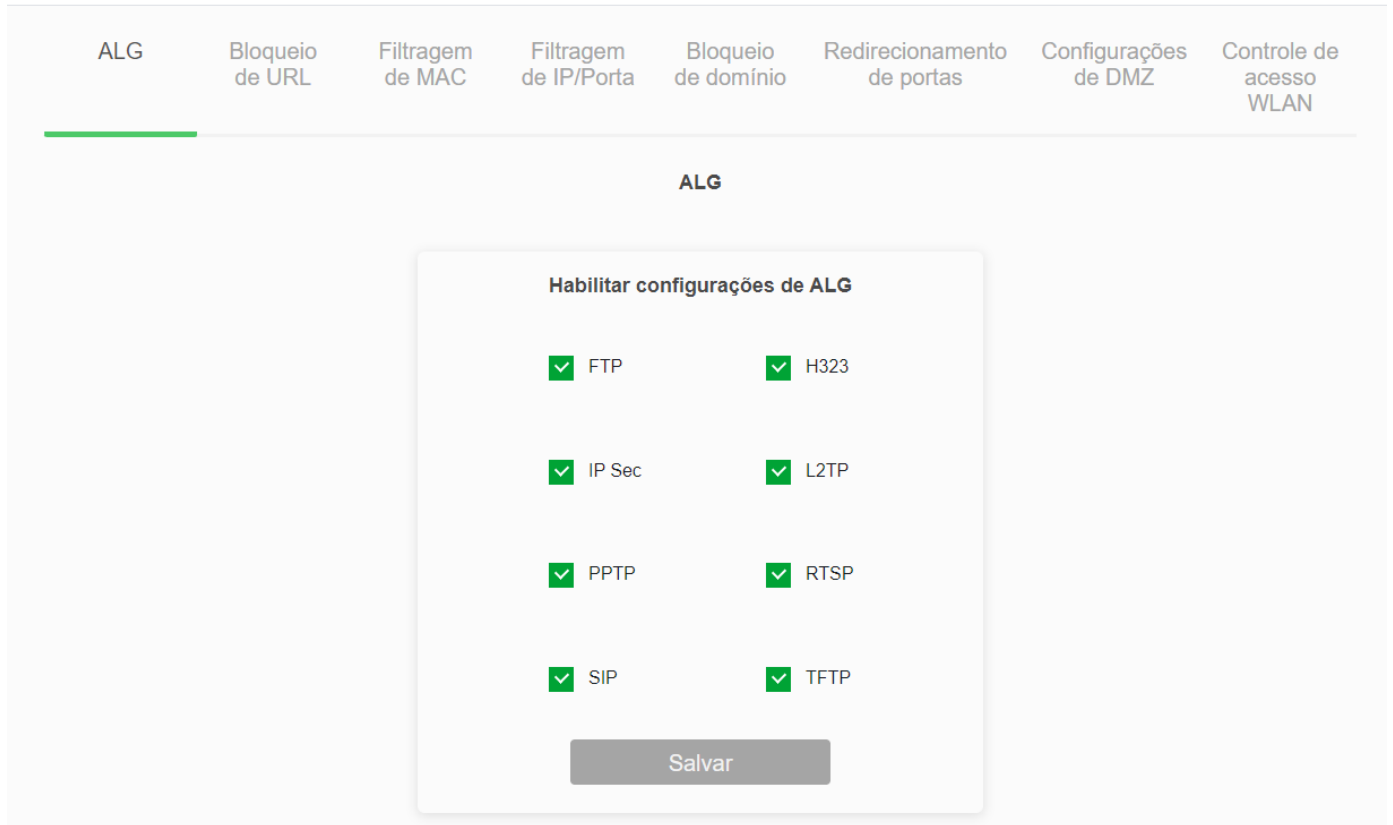 ALG
Bloqueio
de URL
Filtragem
de MAC
Filtragem
de IP/Porta
Bloqueio
de domínio
Redirecionamento
de portas
Configurações
de DMZ
Controle de
acesso
WLAN
ALG
Habilitar configurações de ALG
FTP
H323
IP Sec
L2TP
PPTP
RTSP
SIP
TFTP
Salvar